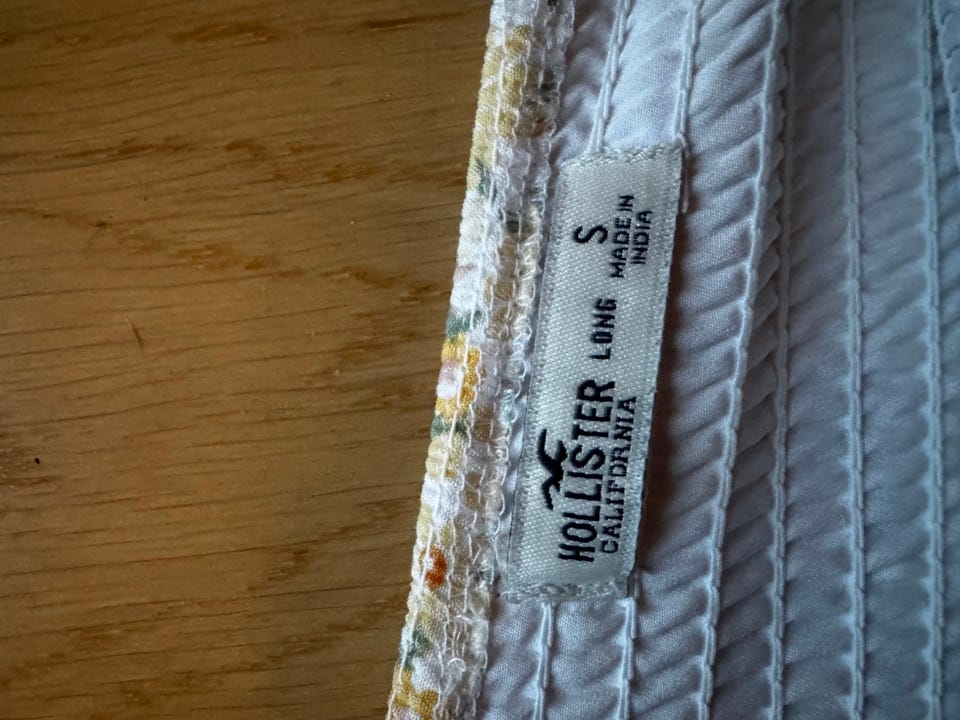 HOLLISTER
CALIFORNIA
LONG
S
MADE IN
INDIA